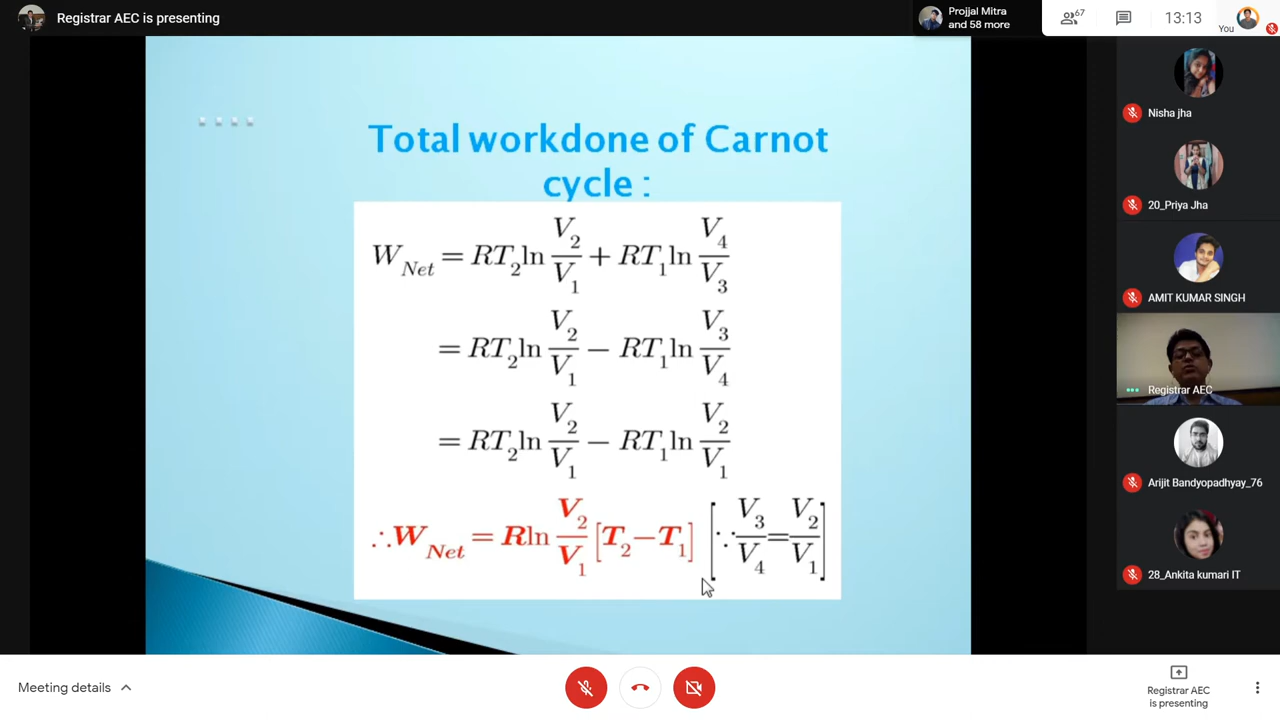 Registrar AEC is presenting
Projjal Mitra
and 58 more
67
13:13
You
Total workdone of Carnot
cycle :
W_Net = RT_2 ln V_2/V_1 + RT_1 ln V_4/V_3
= RT_2 ln V_2/V_1 − RT_1 ln V_3/V_4
= RT_2 ln V_2/V_1 − RT_1 ln V_2/V_1
∴ W_Net = R ln V_2/V_1 [T_2 − T_1] [∵ V_3/V_4 = V_2/V_1]
Nisha jha
20_Priya Jha
AMIT KUMAR SINGH
Registrar AEC
Arijit Bandyopadhyay_76
28_Ankita kumari IT
Meeting details
Registrar AEC
is presenting